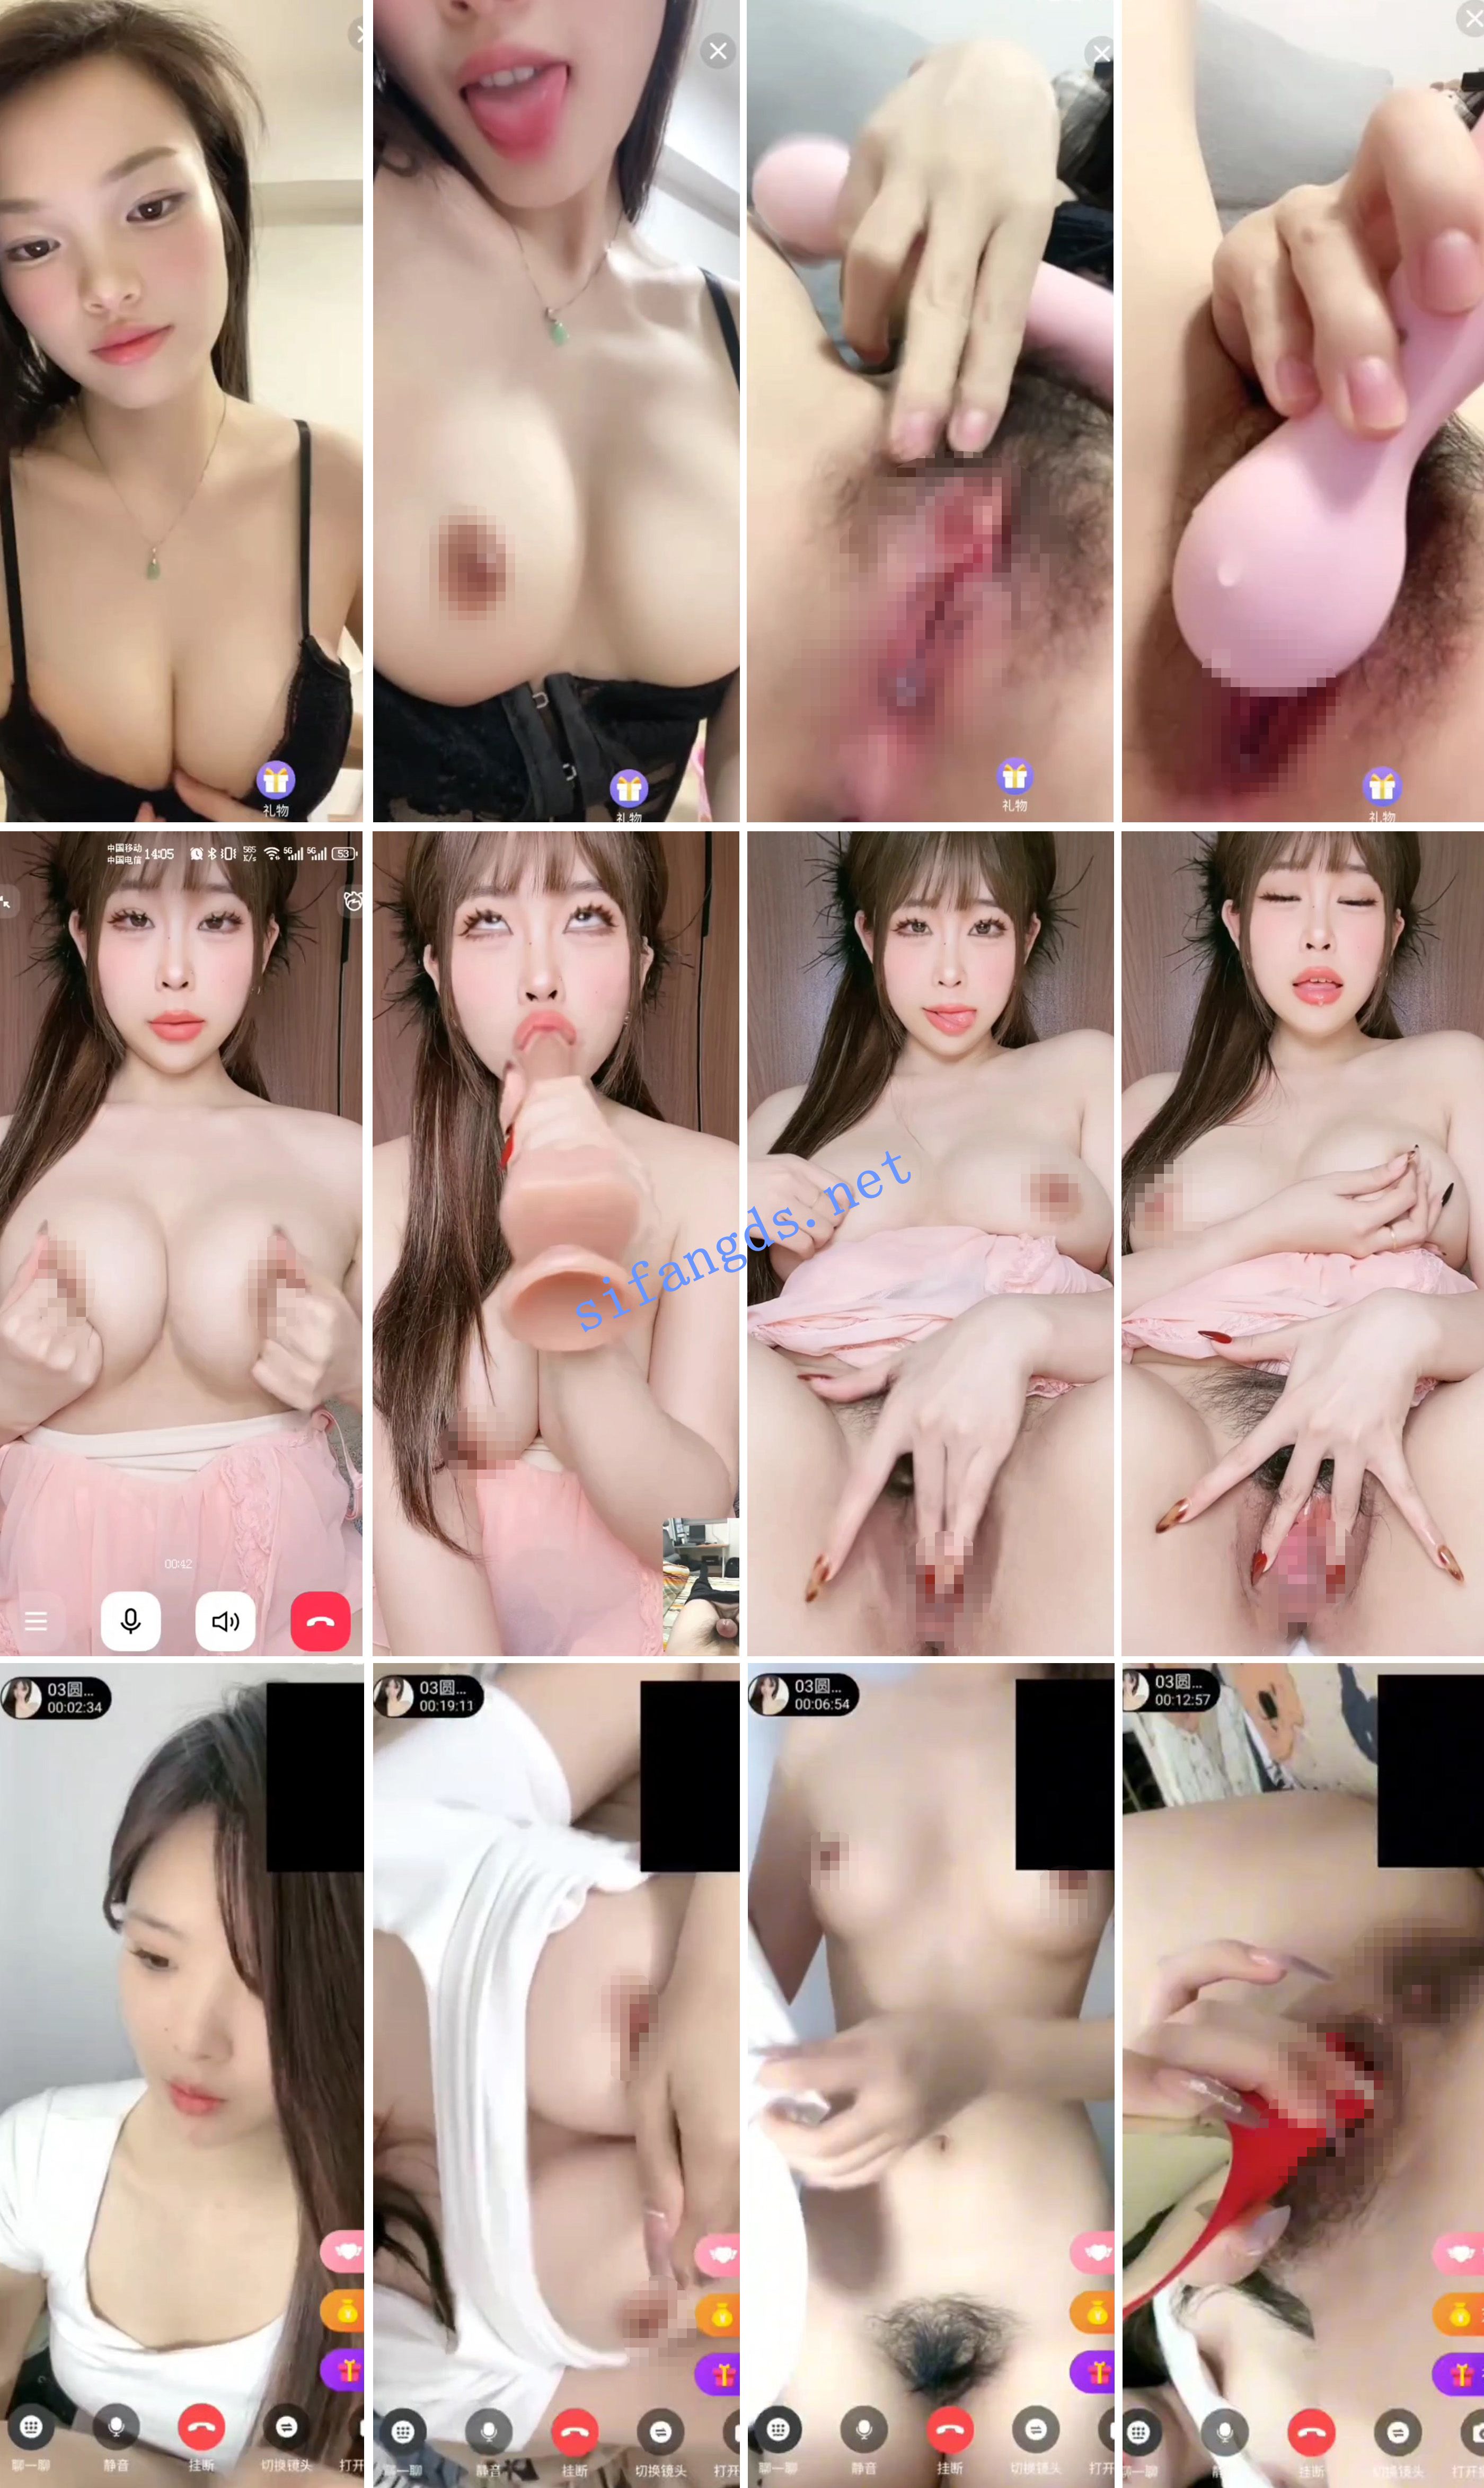 礼物
礼物
礼物
礼物
中国移动
中国电信
14:05
585
K/s
5G
5G
53
sifangds.net
00:42
03圆...
00:02:34
03圆...
00:19:11
03圆...
00:06:54
03圆...
00:12:57
聊一聊
静音
挂断
切换镜头
打开
聊一聊
静音
挂断
切换镜头
打开
聊一聊
静音
挂断
切换镜头
打开
聊一聊
静音
挂断
切换镜头
打开